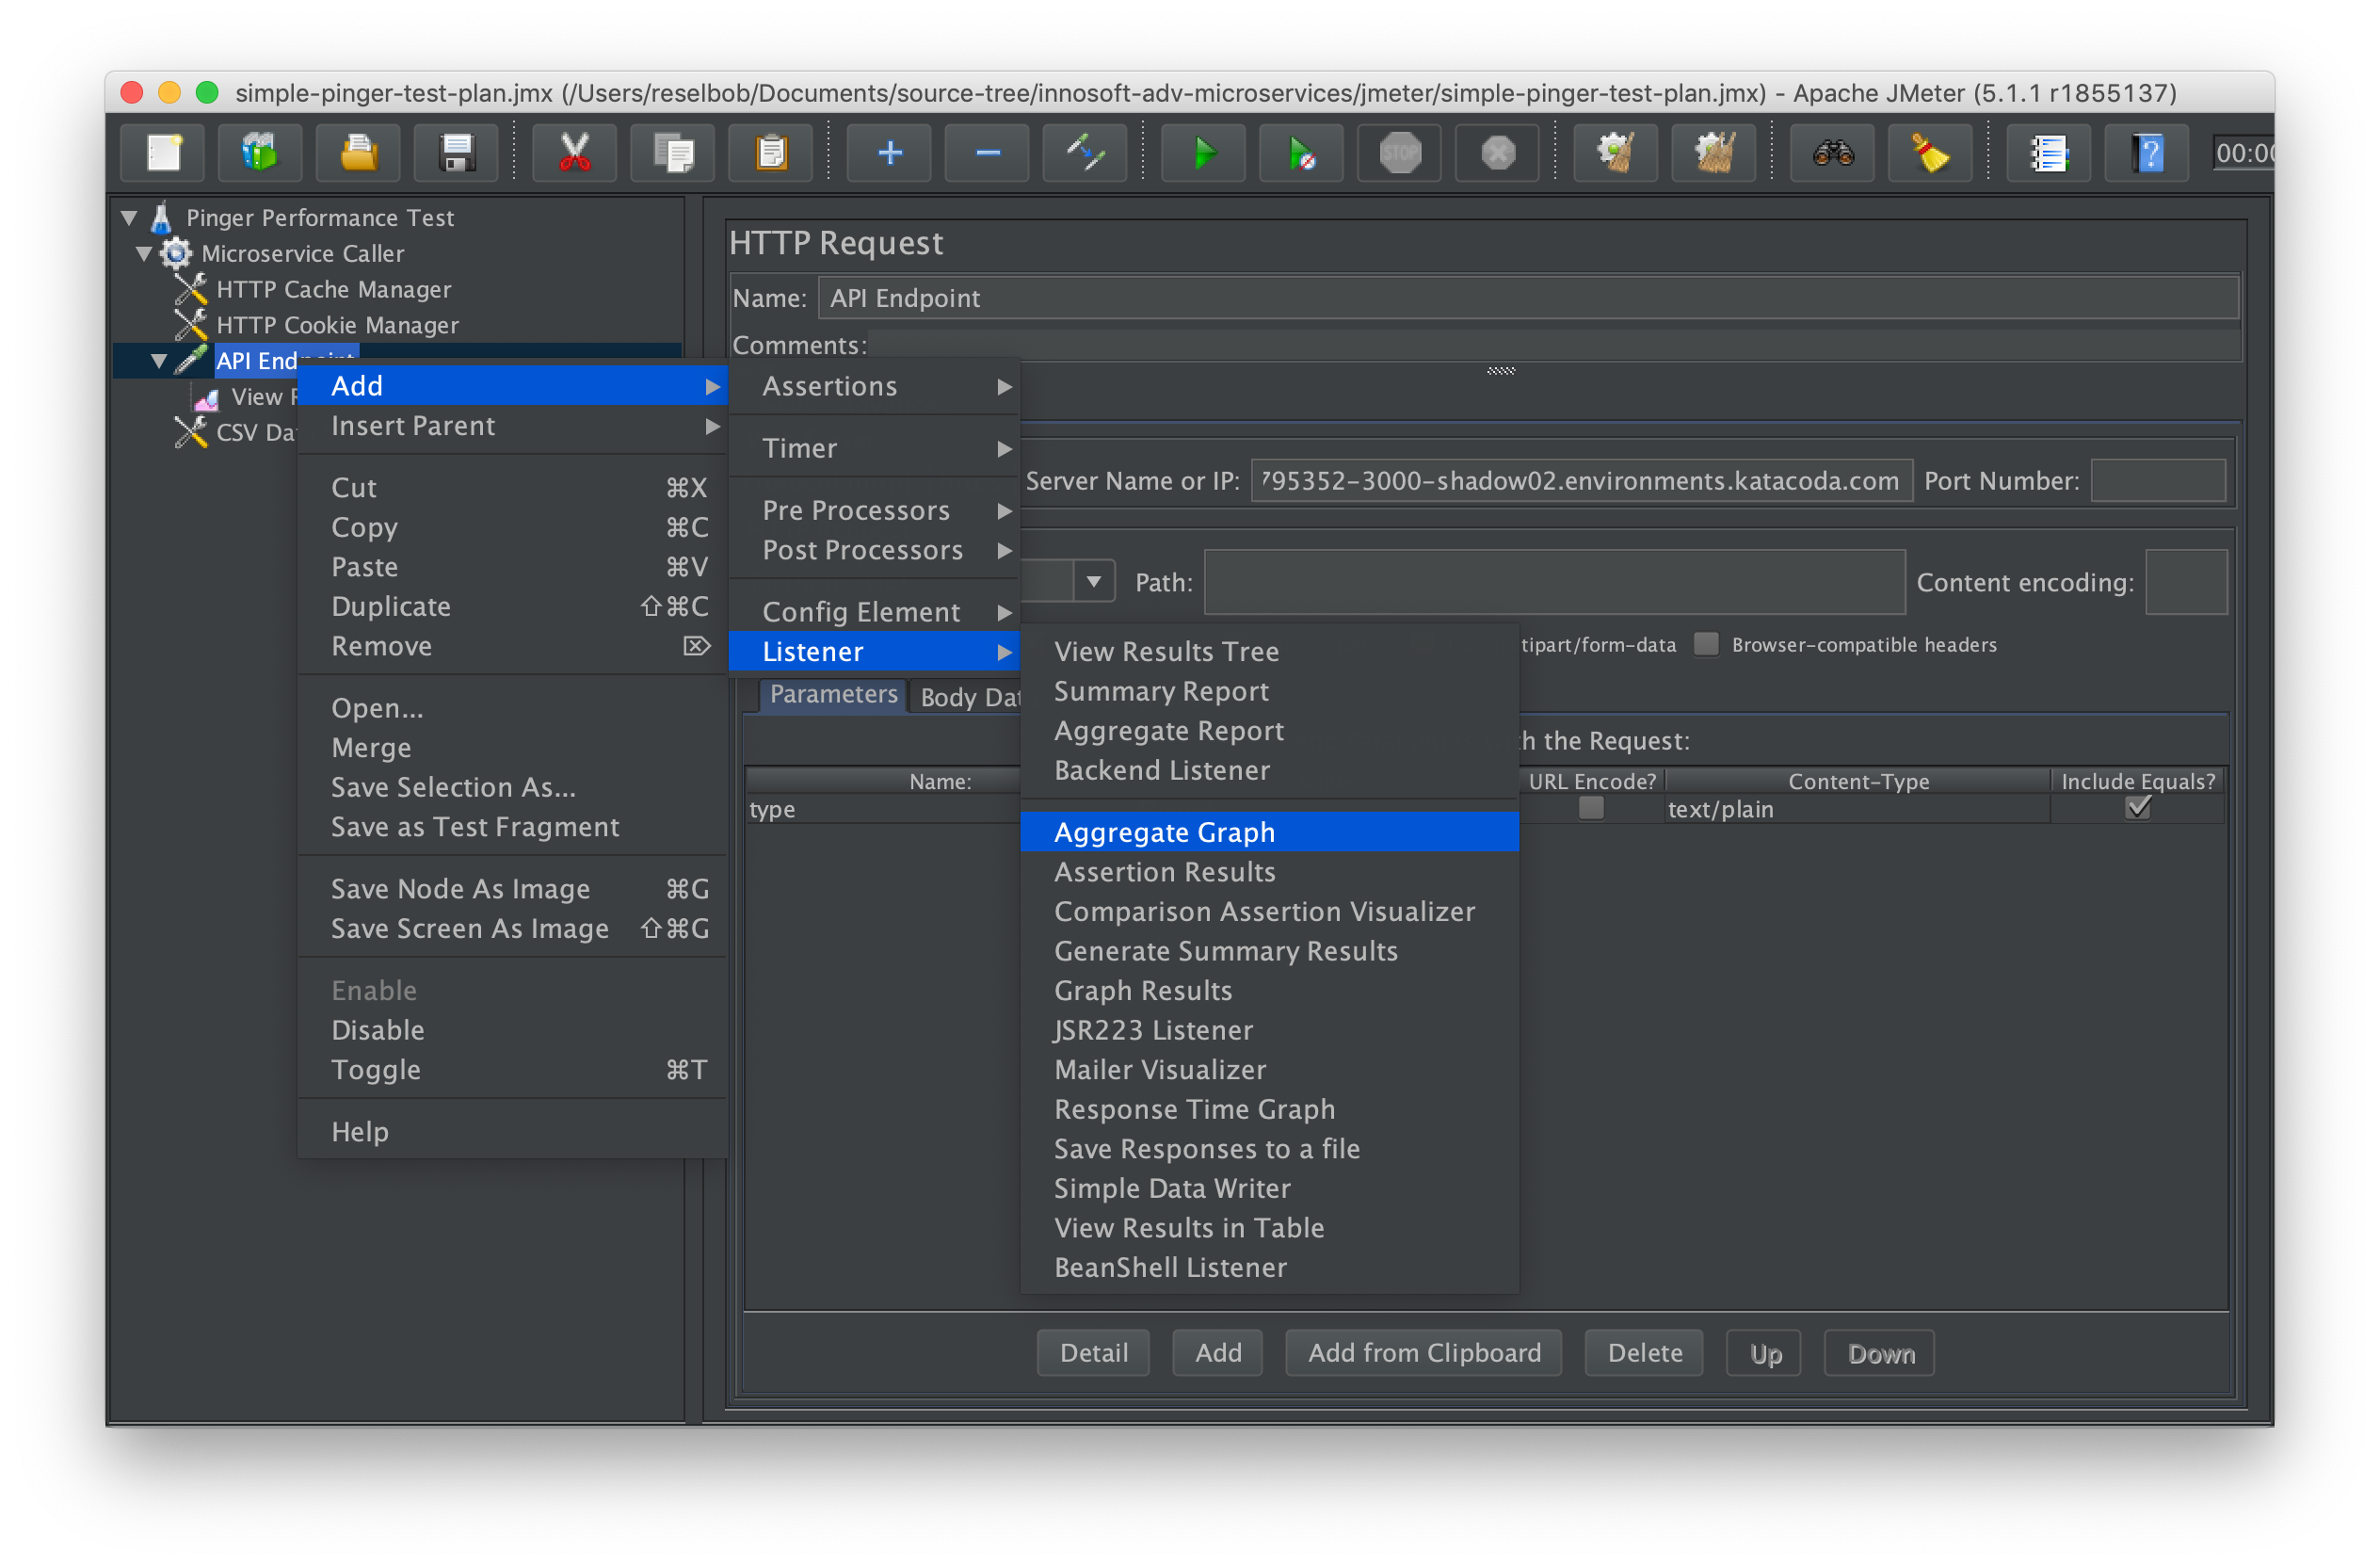 simple-pinger-test-plan.jmx (/Users/reselbob/Documents/source-tree/innosoft-adv-microservices/jmeter/simple-pinger-test-plan.jmx) - Apache JMeter (5.1.1 r1855137)
STOP
00:00
Pinger Performance Test
Microservice Caller
HTTP Cache Manager
HTTP Cookie Manager
API Endpoint
View R
CSV Da
Add
Insert Parent
Cut ⌘X
Copy ⌘C
Paste ⌘V
Duplicate ⇧⌘C
Remove ⌦
Open...
Merge
Save Selection As...
Save as Test Fragment
Save Node As Image ⌘G
Save Screen As Image ⇧⌘G
Enable
Disable
Toggle ⌘T
Help
Assertions
Timer
Pre Processors
Post Processors
Config Element
Listener
View Results Tree
Summary Report
Aggregate Report
Backend Listener
Aggregate Graph
Assertion Results
Comparison Assertion Visualizer
Generate Summary Results
Graph Results
JSR223 Listener
Mailer Visualizer
Response Time Graph
Save Responses to a file
Simple Data Writer
View Results in Table
BeanShell Listener
HTTP Request
Name: API Endpoint
Comments:
Server Name or IP: 795352-3000-shadow02.environments.katacoda.com Port Number:
Path: Content encoding:
tipart/form-data Browser-compatible headers
Parameters Body Dat
h the Request:
Name: URL Encode? Content-Type Include Equals?
type text/plain
Detail Add Add from Clipboard Delete Up Down